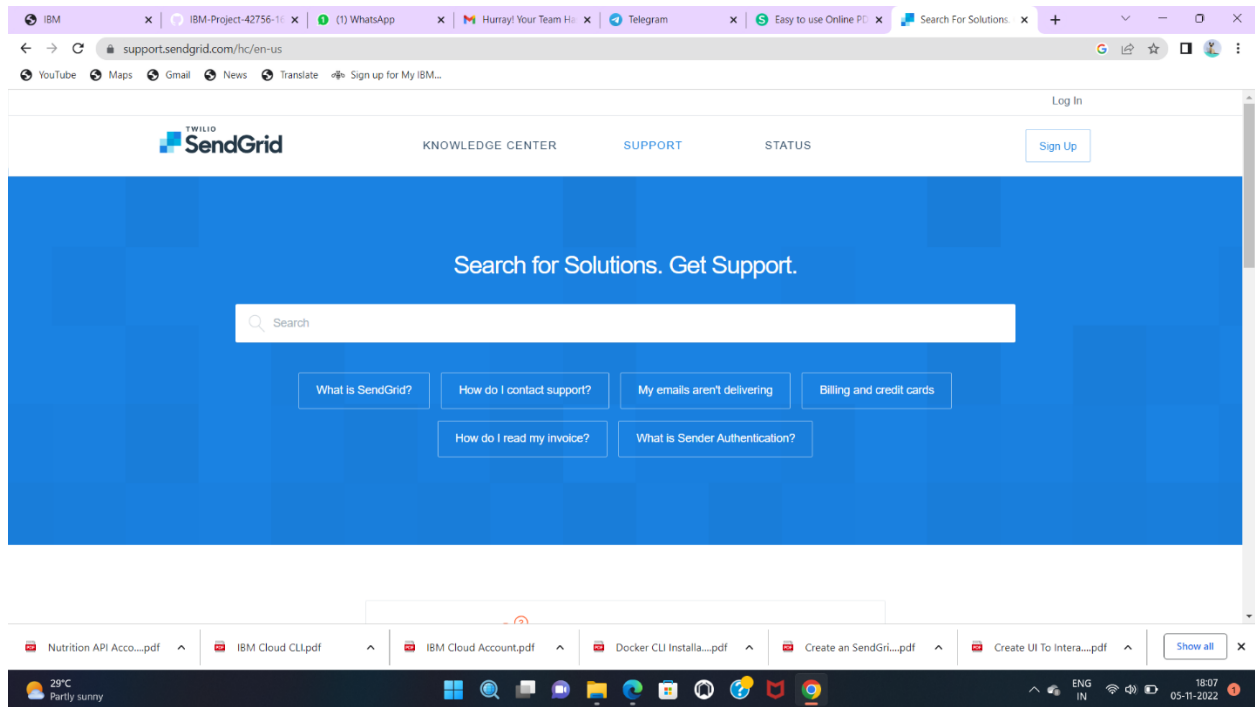 IBM
IBM-Project-42756-16
(1) WhatsApp
Hurray! Your Team Ha
Telegram
Easy to use Online PD
Search For Solutions.
support.sendgrid.com/hc/en-us
YouTube Maps Gmail News Translate Sign up for My IBM...
Log In
TWILIO
SendGrid
KNOWLEDGE CENTER SUPPORT STATUS
Sign Up
Search for Solutions. Get Support.
Search
What is SendGrid? How do I contact support? My emails aren't delivering Billing and credit cards
How do I read my invoice? What is Sender Authentication?
Nutrition API Acco....pdf IBM Cloud CLI.pdf IBM Cloud Account.pdf Docker CLI Installa....pdf Create an SendGri....pdf Create UI To Intera....pdf Show all
29°C
Partly sunny
ENG
IN
18:07
05-11-2022
1